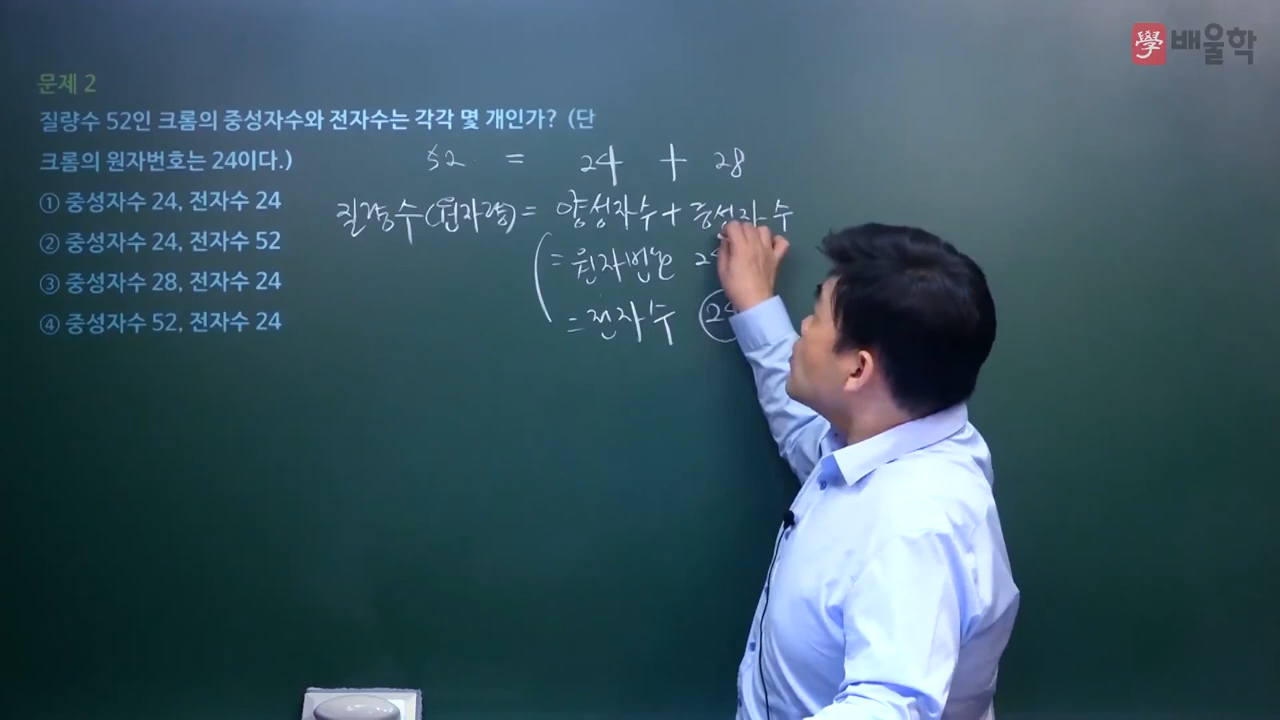 學 배울학
문제 2
질량수 52인 크롬의 중성자수와 전자수는 각각 몇 개인가? (단
크롬의 원자번호는 24이다.)
① 중성자수 24, 전자수 24
② 중성자수 24, 전자수 52
③ 중성자수 28, 전자수 24
④ 중성자수 52, 전자수 24
52 = 24 + 28
질량수(원자량) = 양성자수 + 중성자수
= 원자번호
= 전자수